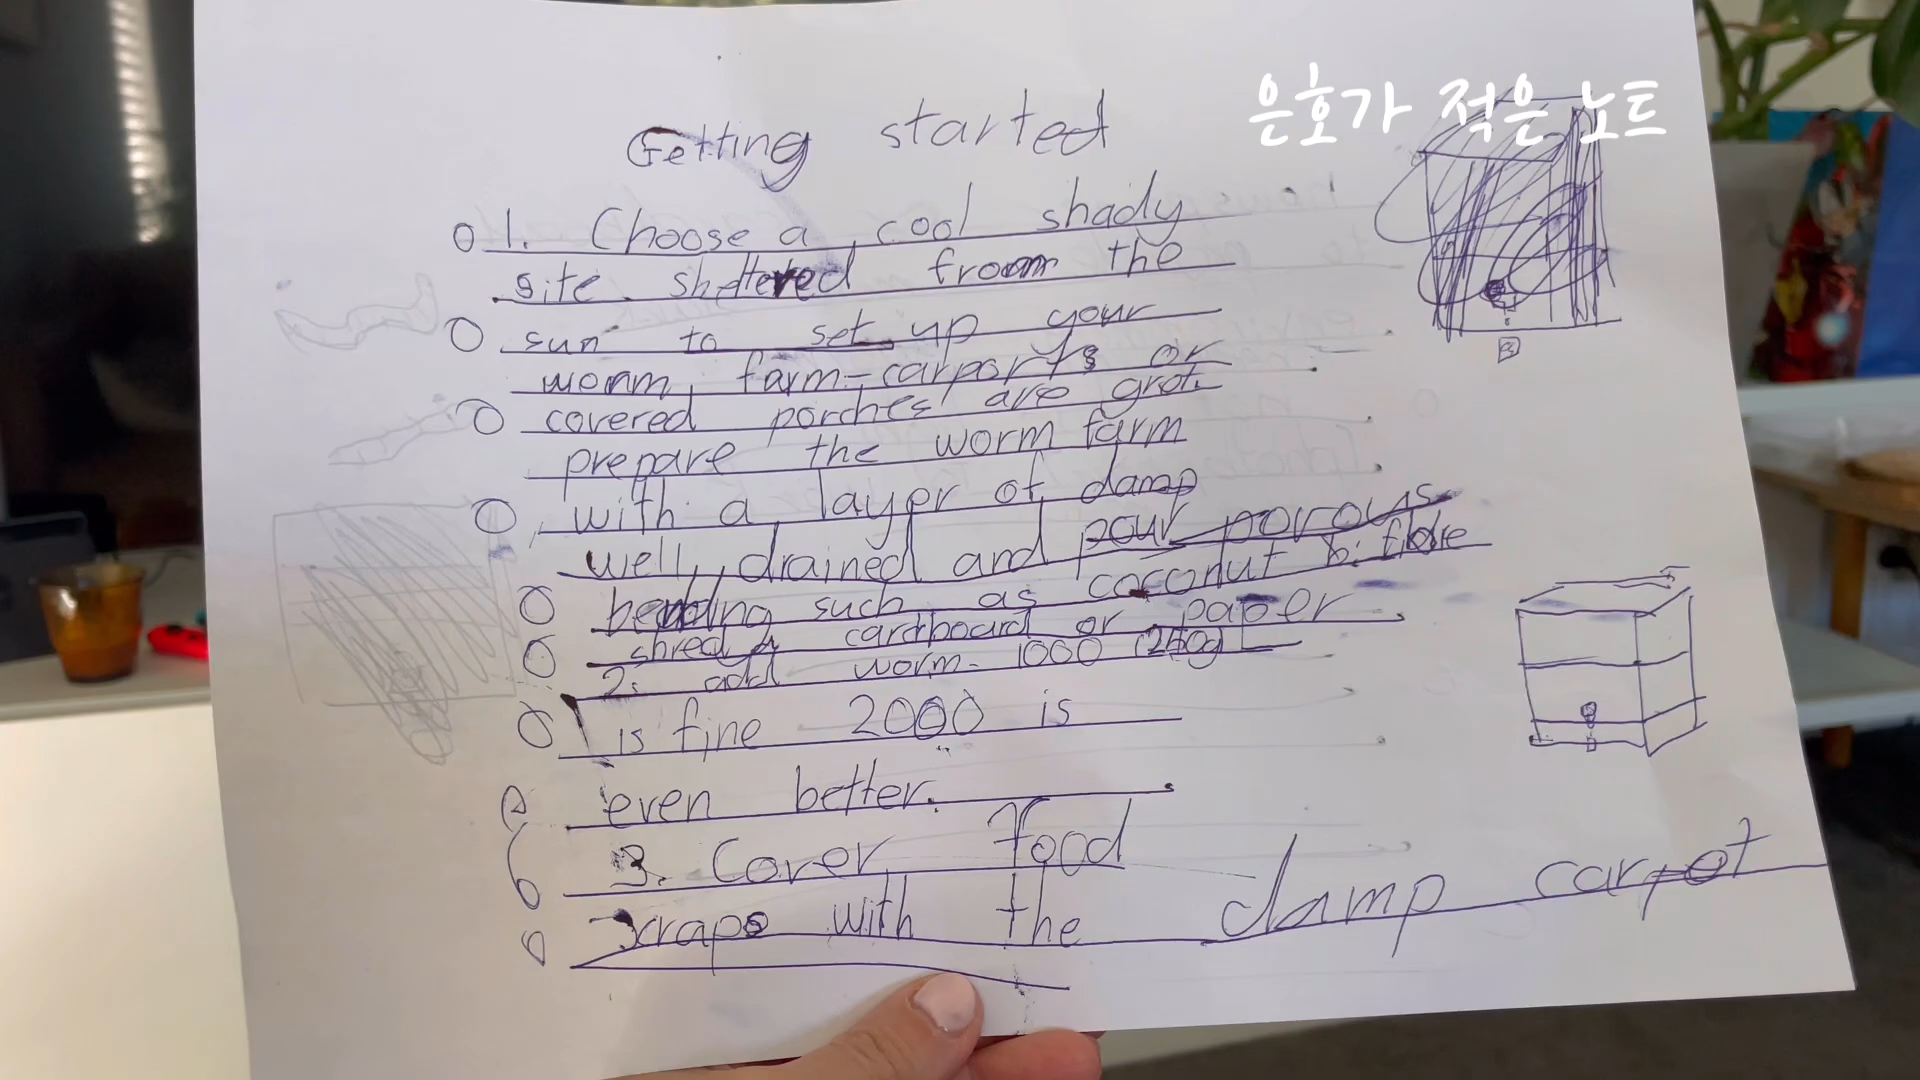 은호가 적은 노트
Getting started
1. Choose a cool shady
site sheltered from the
sun to set up your
worm farm-carports or
covered porches are grat.
prepare the worm farm
with a layer of damp
well drained and pour porous
bedding such as coconut fibre
shred cardboard or paper
2. add worm- 1000 (250g)
is fine 2000 is
even better.
3. Cover food
scraps with the damp carpet